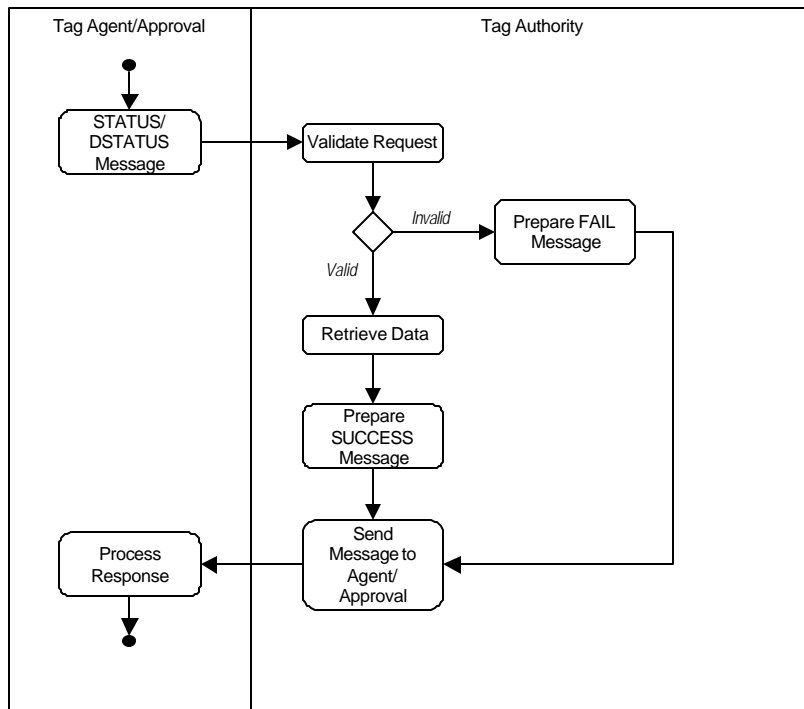 Tag Agent/Approval
Tag Authority
STATUS/
DSTATUS
Message
Validate Request
Invalid
Prepare FAIL
Message
Valid
Retrieve Data
Prepare
SUCCESS
Message
Send
Message to
Agent/
Approval
Process
Response